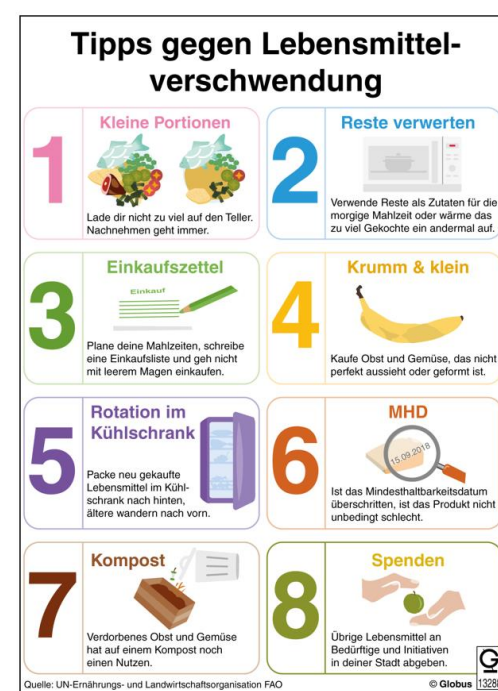 Tipps gegen Lebensmittel-
verschwendung
1
Kleine Portionen
Lade dir nicht zu viel auf den Teller.
Nachnehmen geht immer.
2
Reste verwerten
Verwende Reste als Zutaten für die
morgige Mahlzeit oder wärme das
zu viel Gekochte ein andermal auf.
3
Einkaufszettel
Einkauf
Plane deine Mahlzeiten, schreibe
eine Einkaufsliste und geh nicht
mit leerem Magen einkaufen.
4
Krumm & klein
Kaufe Obst und Gemüse, das nicht
perfekt aussieht oder geformt ist.
5
Rotation im
Kühlschrank
Packe neu gekaufte
Lebensmittel im Kühl-
schrank nach hinten,
ältere wandern nach vorn.
6
MHD
15.09.2018
Ist das Mindesthaltbarkeitsdatum
überschritten, ist das Produkt nicht
unbedingt schlecht.
7
Kompost
Verdorbenes Obst und Gemüse
hat auf einem Kompost noch
einen Nutzen.
8
Spenden
Übrige Lebensmittel an
Bedürftige und Initiativen
in deiner Stadt abgeben.
Quelle: UN-Ernährungs- und Landwirtschaftsorganisation FAO
© Globus